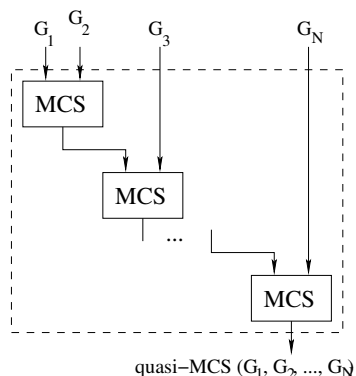 G1 G2 G3 GN
MCS
MCS
...
MCS
quasi-MCS (G1, G2, ..., GN)